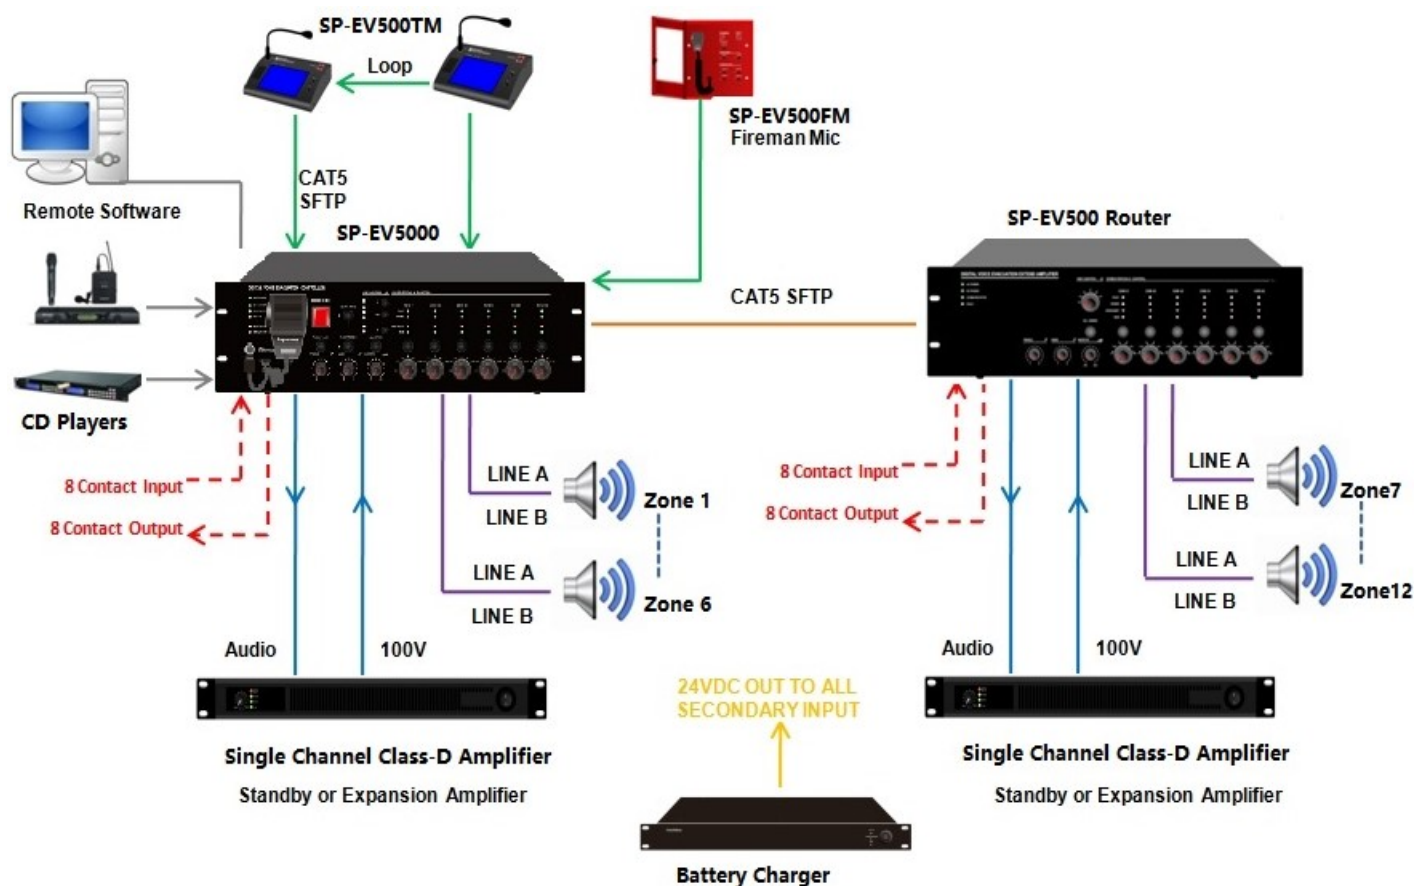 SP-EV500TM
Loop
SP-EV500FM
Fireman Mic
CAT5
SFTP
Remote Software
SP-EV5000
SP-EV500 Router
CAT5 SFTP
CD Players
8 Contact Input
8 Contact Output
LINE A
LINE B
Zone 1
LINE A
LINE B
Zone 6
8 Contact Input
8 Contact Output
LINE A
LINE B
Zone7
LINE A
LINE B
Zone12
Audio
100V
Audio
100V
24VDC OUT TO ALL
SECONDARY INPUT
Single Channel Class-D Amplifier
Standby or Expansion Amplifier
Single Channel Class-D Amplifier
Standby or Expansion Amplifier
Battery Charger